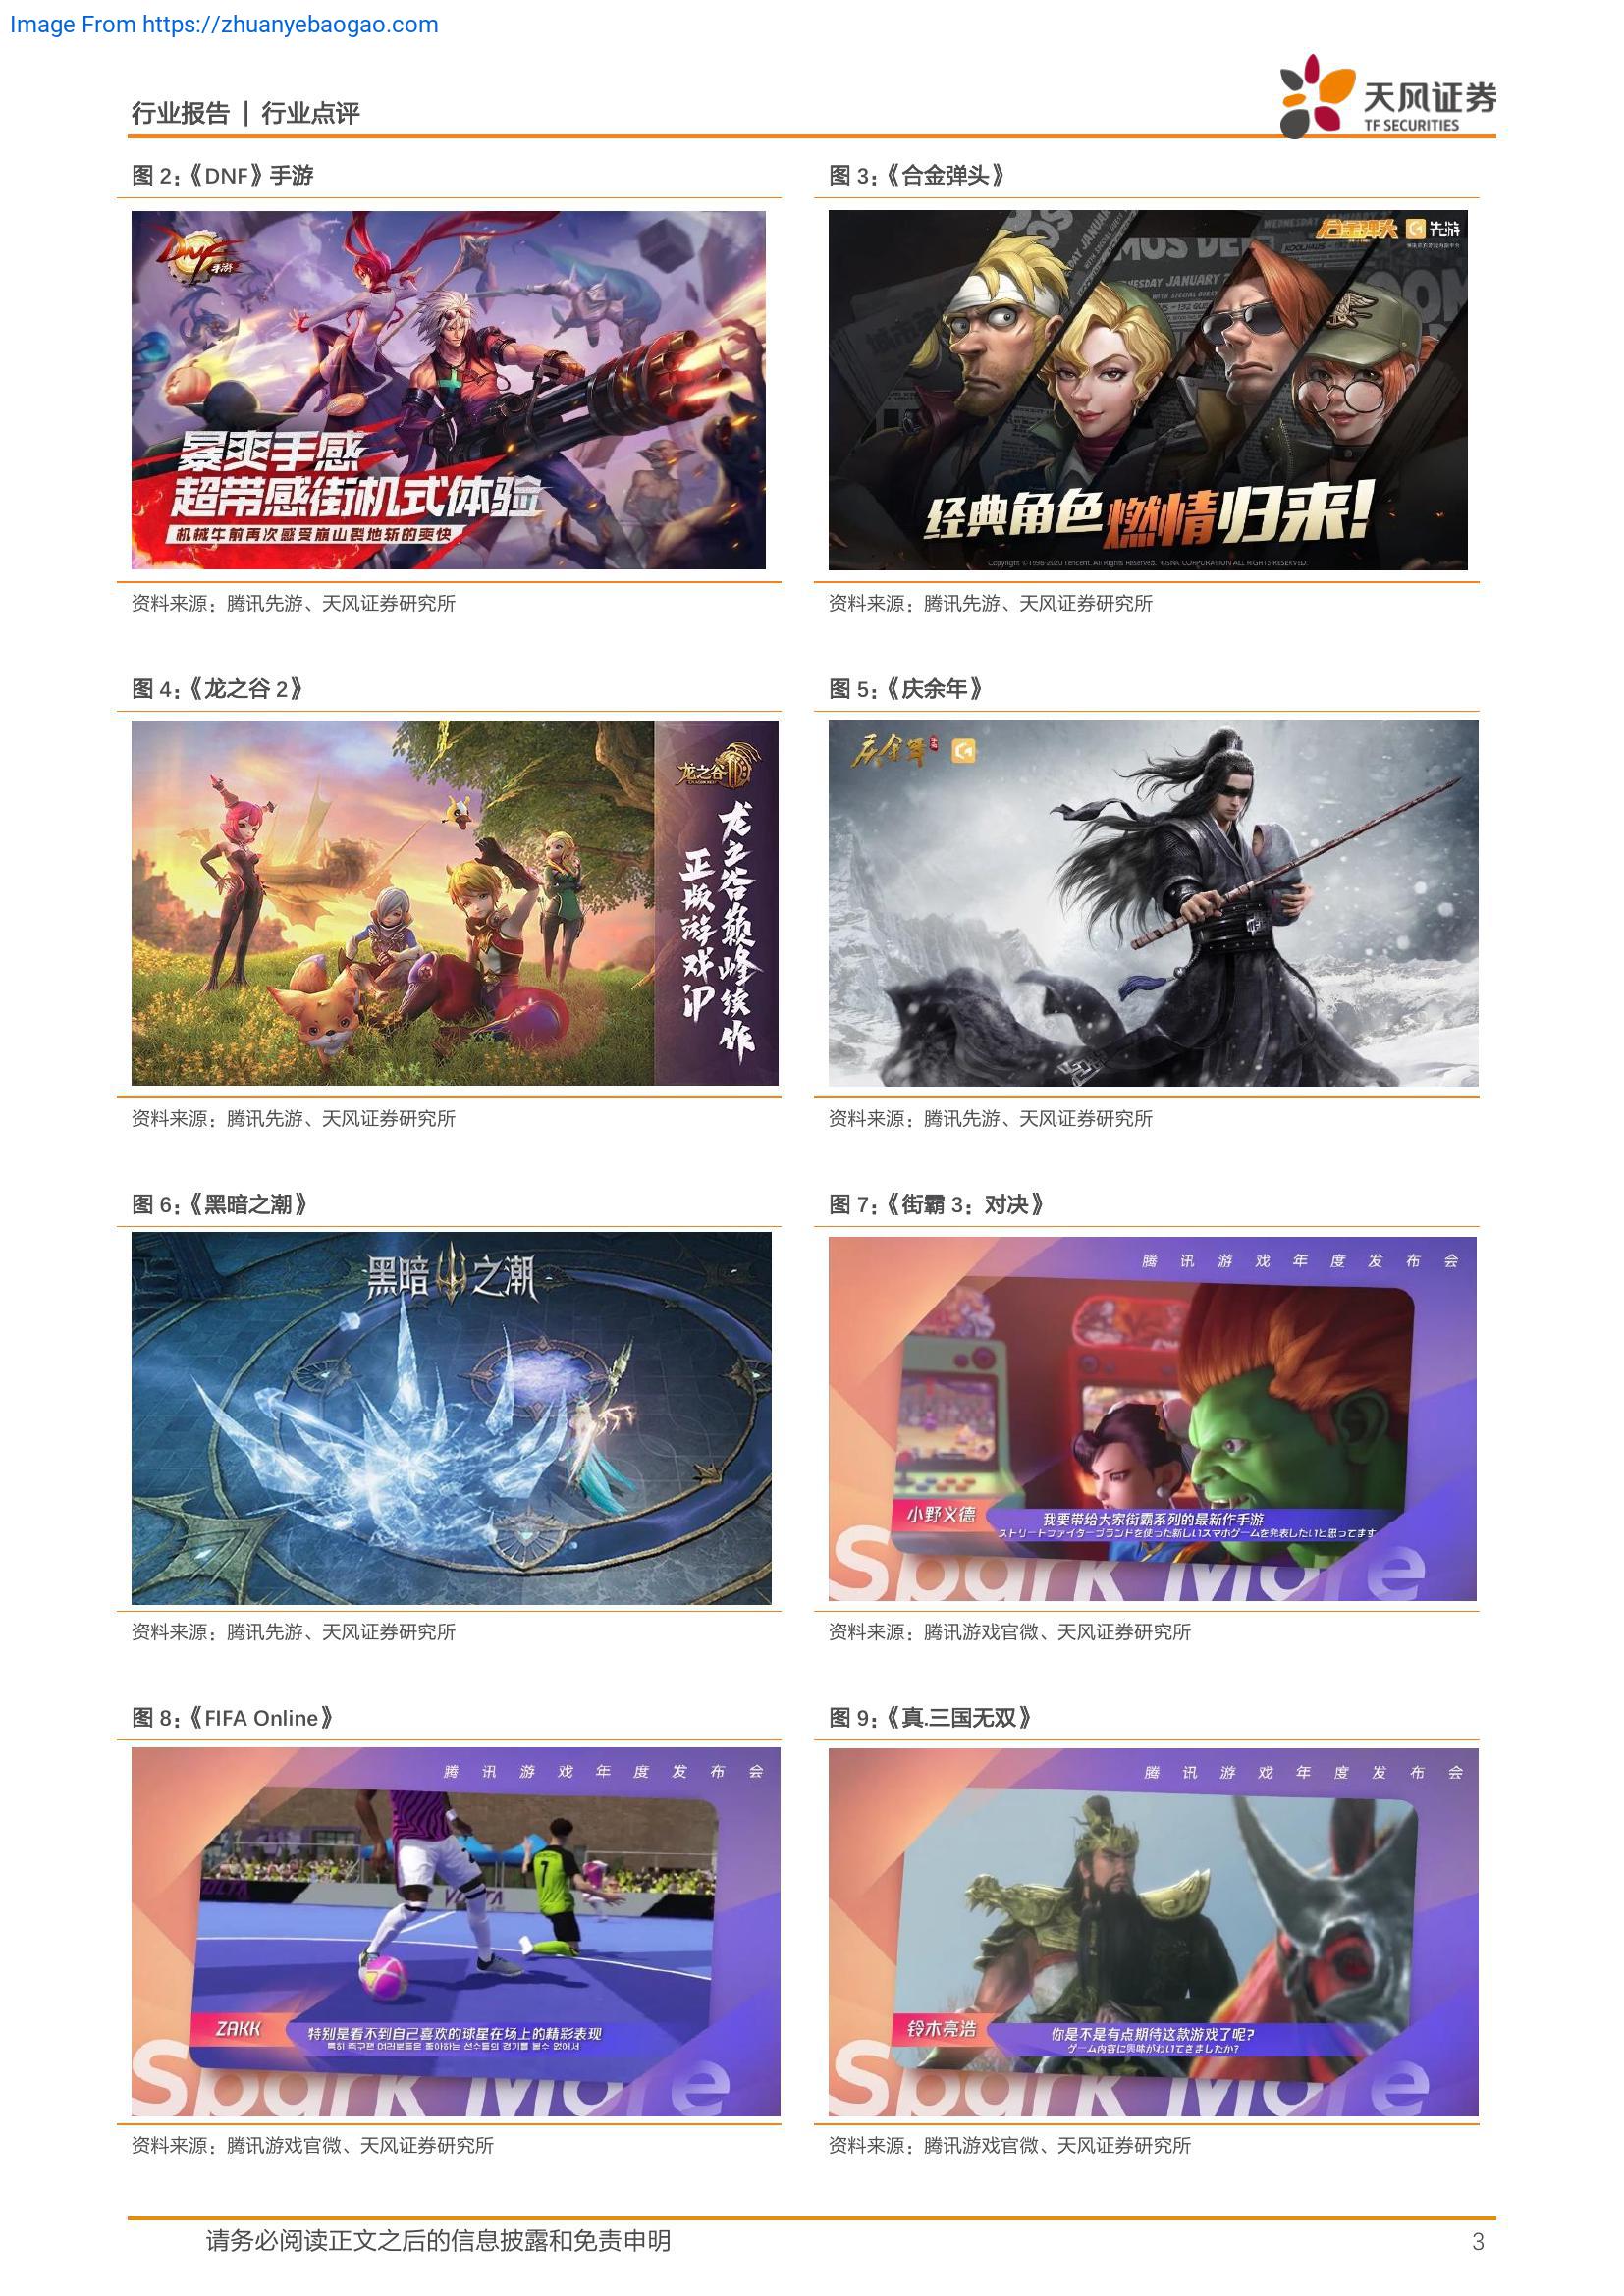 Image From https://zhuanyebaogao.com
行业报告 | 行业点评
天风证券
TF SECURITIES
图 2：《DNF》手游
图 3：《合金弹头》
DNF
手游
暴爽手感
超带感街机式体验
机械牛前再次感受崩山裂地斩的爽快
合金弹头 先游
经典角色燃情归来!
资料来源：腾讯先游、天风证券研究所
资料来源：腾讯先游、天风证券研究所
图 4：《龙之谷 2》
图 5：《庆余年》
龙之谷
龙之谷巅峰续作
正版游戏IP
庆余年
资料来源：腾讯先游、天风证券研究所
资料来源：腾讯先游、天风证券研究所
图 6：《黑暗之潮》
图 7：《街霸 3：对决》
黑暗之潮
腾讯游戏年度发布会
小野义德
我要带给大家街霸系列的最新作手游
ストリートファイターブランドを使った新しいスマホゲームを発表したいと思ってます
Spark More
资料来源：腾讯先游、天风证券研究所
资料来源：腾讯游戏官微、天风证券研究所
图 8：《FIFA Online》
图 9：《真.三国无双》
腾讯游戏年度发布会
VOLTA
7
ZAKK
特别是看不到自己喜欢的球星在场上的精彩表现
Spark More
腾讯游戏年度发布会
铃木亮浩
你是不是有点期待这款游戏了呢?
ゲーム内容に興味がわいてきましたか?
Spark More
资料来源：腾讯游戏官微、天风证券研究所
资料来源：腾讯游戏官微、天风证券研究所
请务必阅读正文之后的信息披露和免责申明
3